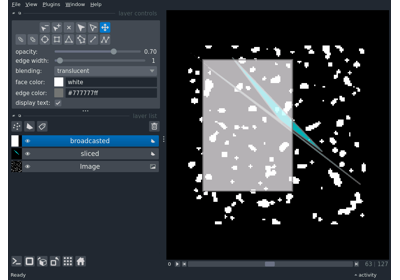 File View Plugins Window Help
layer controls
opacity: 0.70
edge width: 1
blending: translucent
face color: white
edge color: #777777ff
display text:
layer list
broadcasted
sliced
Image
63 127
Ready
activity